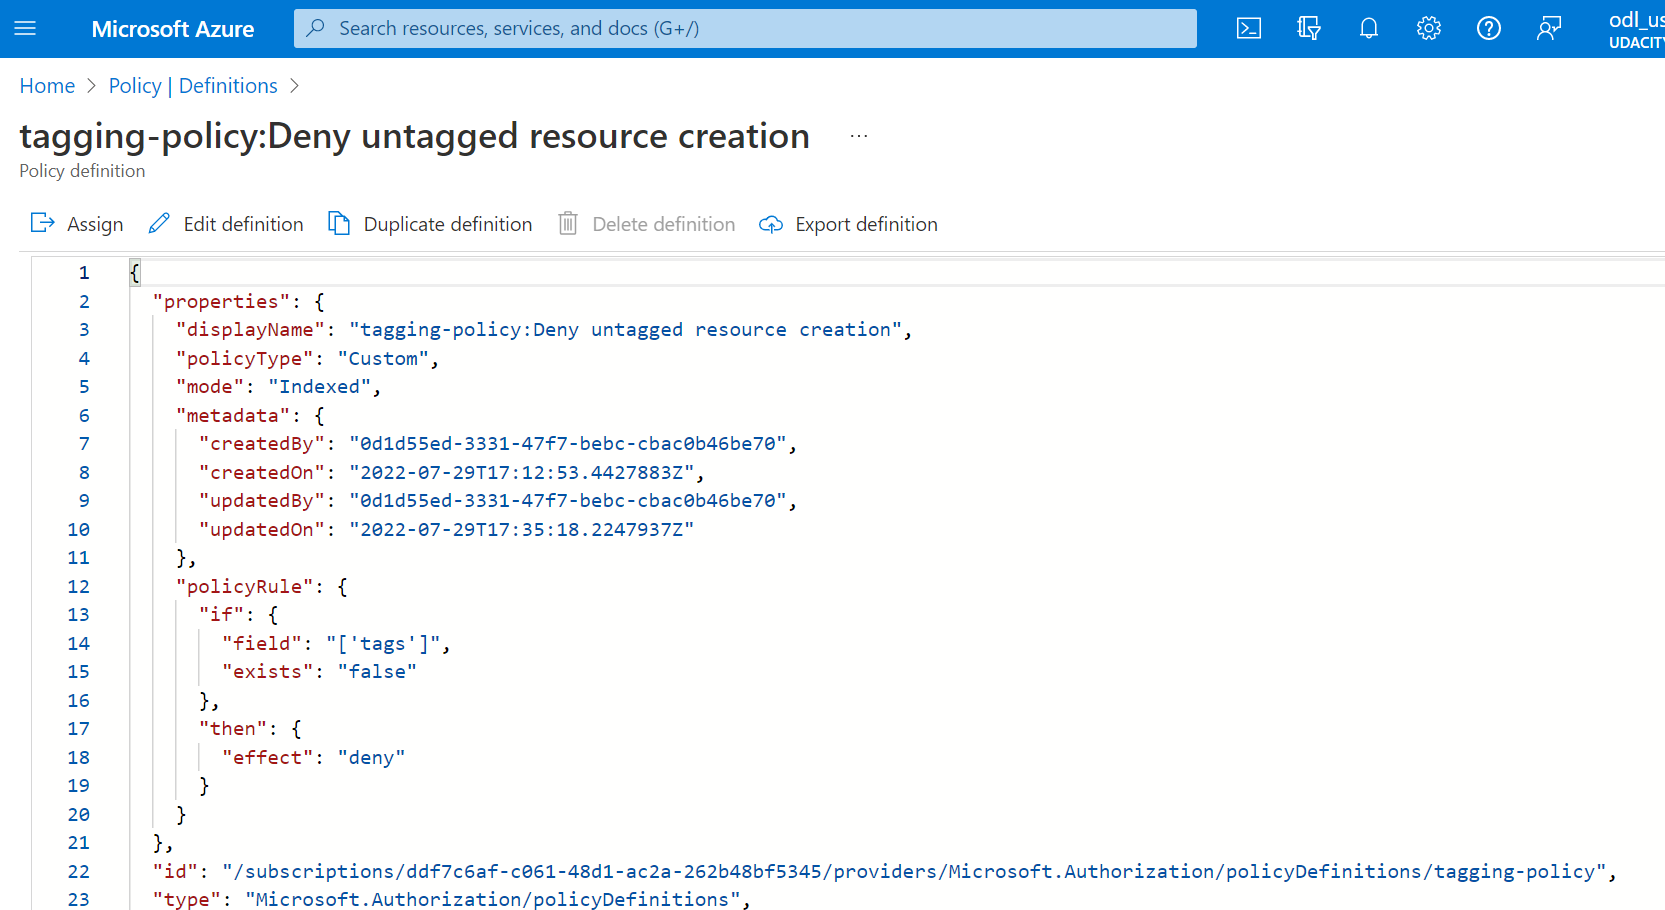 Microsoft Azure
Search resources, services, and docs (G+/)
odl_us
UDACITY
Home > Policy | Definitions >
tagging-policy:Deny untagged resource creation ...
Policy definition
Assign Edit definition Duplicate definition Delete definition Export definition
1 {
2 "properties": {
3 "displayName": "tagging-policy:Deny untagged resource creation",
4 "policyType": "Custom",
5 "mode": "Indexed",
6 "metadata": {
7 "createdBy": "0d1d55ed-3331-47f7-bebc-cbac0b46be70",
8 "createdOn": "2022-07-29T17:12:53.4427883Z",
9 "updatedBy": "0d1d55ed-3331-47f7-bebc-cbac0b46be70",
10 "updatedOn": "2022-07-29T17:35:18.2247937Z"
11 },
12 "policyRule": {
13 "if": {
14 "field": "['tags']",
15 "exists": "false"
16 },
17 "then": {
18 "effect": "deny"
19 }
20 }
21 },
22 "id": "/subscriptions/ddf7c6af-c061-48d1-ac2a-262b48bf5345/providers/Microsoft.Authorization/policyDefinitions/tagging-policy",
23 "type": "Microsoft.Authorization/policyDefinitions",